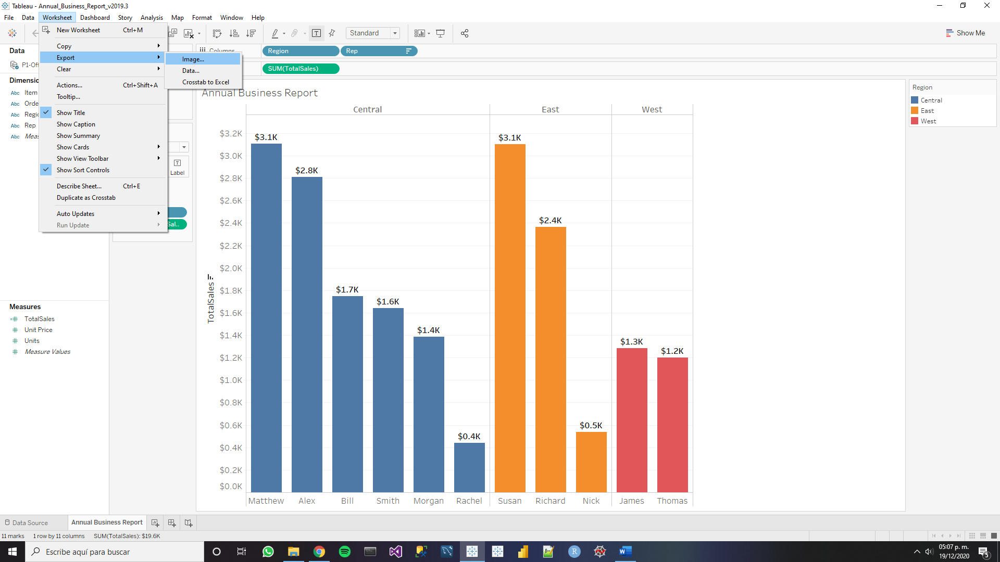 Tableau - Annual_Business_Report_v2019.3
File Data Worksheet Dashboard Story Analysis Map Format Window Help
New Worksheet Ctrl+M
Copy
Export
Clear
Actions... Ctrl+Shift+A
Tooltip...
Show Title
Show Caption
Show Summary
Show Cards
Show View Toolbar
Show Sort Controls
Describe Sheet... Ctrl+E
Duplicate as Crosstab
Auto Updates
Run Update
Image...
Data...
Crosstab to Excel
Standard
Show Me
Data
P1-Off
Dimensio
Abc Item
Abc Orde
Abc Regio
Abc Rep
Abc Meas
Label
Sal..
Measures
TotalSales
Unit Price
Units
Measure Values
Columns Region Rep
SUM(TotalSales)
Annual Business Report
Central East West
TotalSales
$3.2K
$3.0K
$2.8K
$2.6K
$2.4K
$2.2K
$2.0K
$1.8K
$1.6K
$1.4K
$1.2K
$1.0K
$0.8K
$0.6K
$0.4K
$0.2K
$0.0K
$3.1K $2.8K $1.7K $1.6K $1.4K $0.4K $3.1K $2.4K $0.5K $1.3K $1.2K
Matthew Alex Bill Smith Morgan Rachel Susan Richard Nick James Thomas
Region
Central
East
West
Data Source Annual Business Report
11 marks 1 row by 11 columns SUM(TotalSales): $19.6K
Escribe aquí para buscar
05:07 p. m.
19/12/2020
5